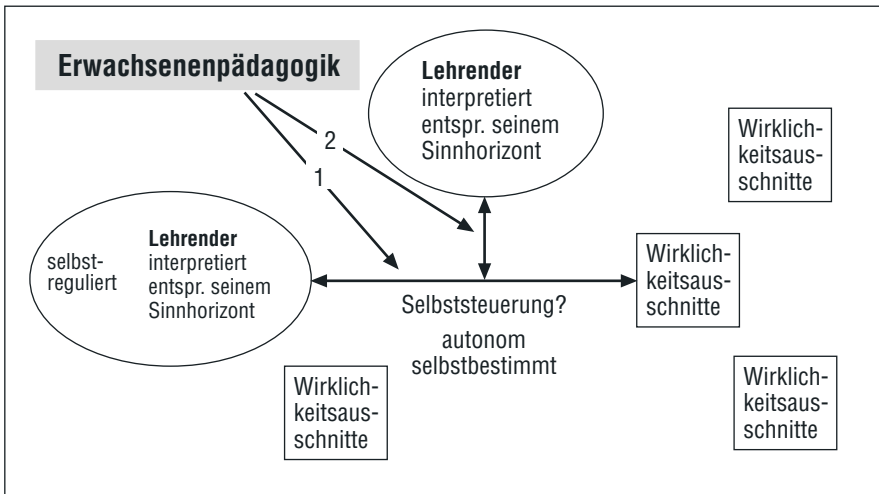 Erwachsenenpädagogik
Lehrender
interpretiert
entspr. seinem
Sinnhorizont
2
1
Wirklich-
keitsaus-
schnitte
selbst-
reguliert
Lehrender
interpretiert
entspr. seinem
Sinnhorizont
Wirklich-
keitsaus-
schnitte
Selbststeuerung?
autonom
selbstbestimmt
Wirklich-
keitsaus-
schnitte
Wirklich-
keitsaus-
schnitte